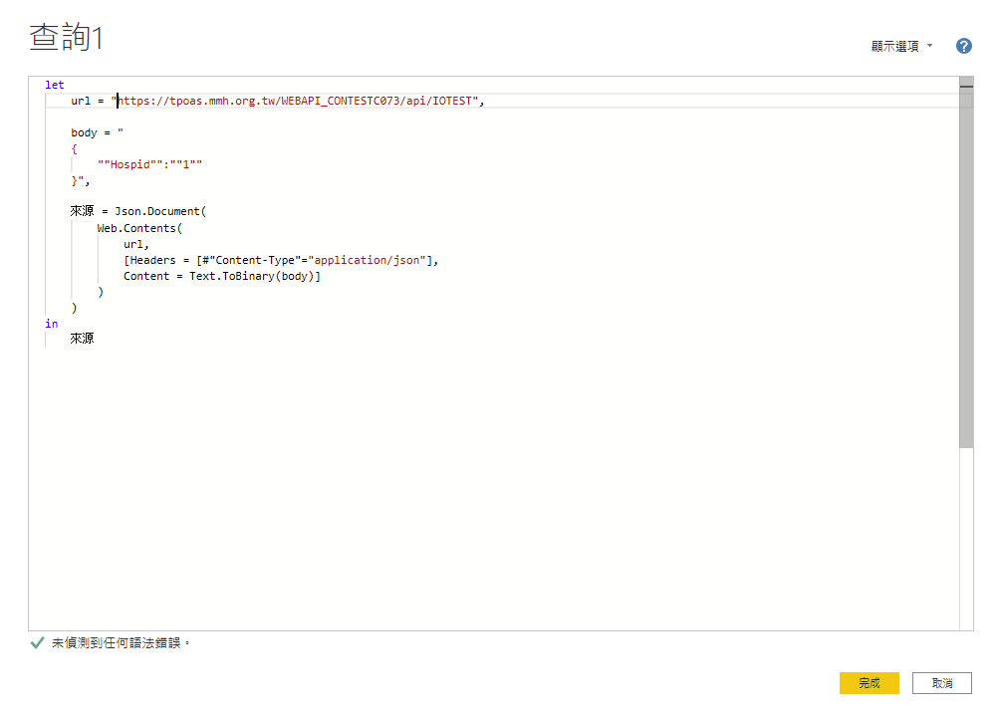 查詢1
顯示選項
?
let
url = "https://tpoas.mmh.org.tw/WEBAPI_CONTESTC073/api/IOTEST",
body = "
{
""Hospid"":""1""
}",
來源 = Json.Document(
Web.Contents(
url,
[Headers = [#"Content-Type"="application/json"],
Content = Text.ToBinary(body)]
)
)
in
來源
未偵測到任何語法錯誤。
完成
取消